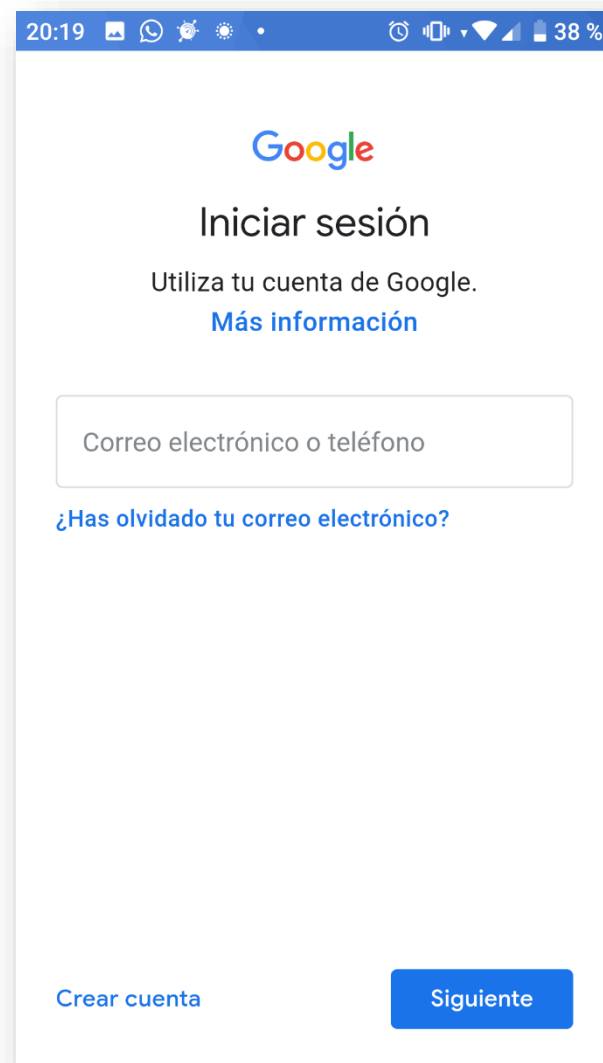 20:19 38 %
Google
Iniciar sesión
Utiliza tu cuenta de Google.
Más información
Correo electrónico o teléfono
¿Has olvidado tu correo electrónico?
Crear cuenta Siguiente